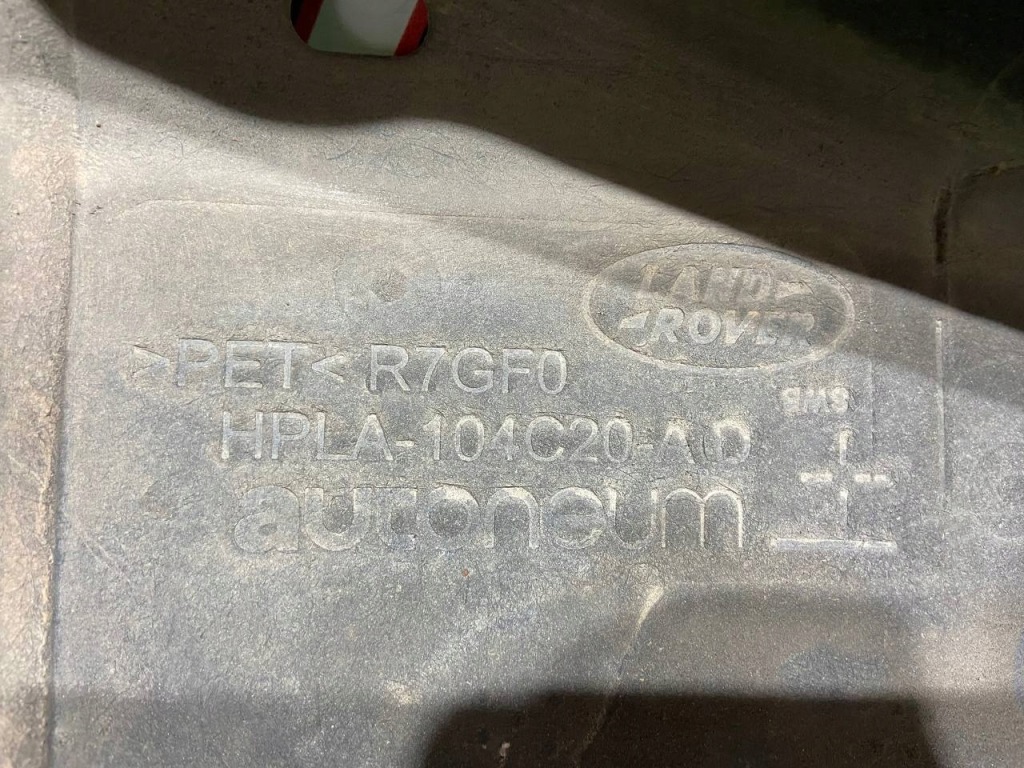 LAND
ROVER
>PET< R7GF0
HPLA-104C20-AD
autoneum